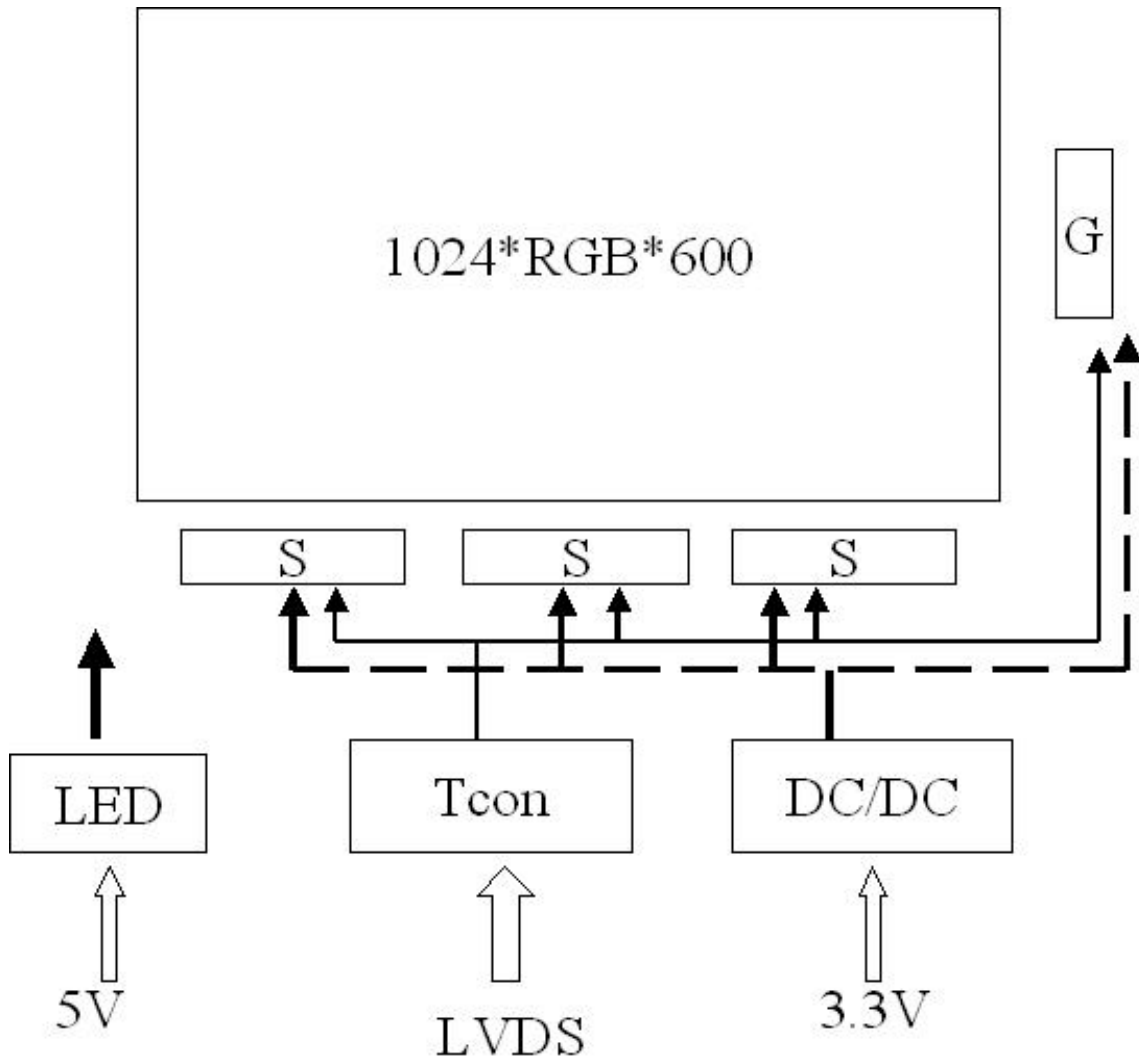 1024*RGB*600
G
S
S
S
LED
Tcon
DC/DC
5V
LVDS
3.3V